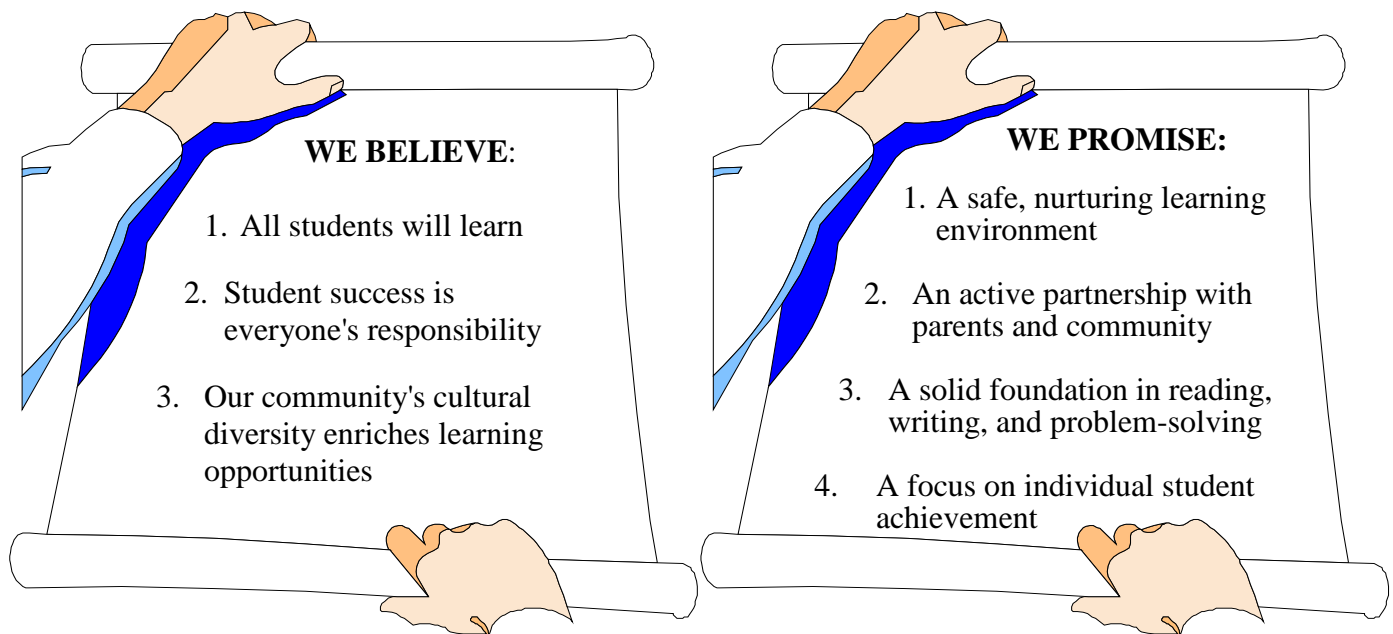 WE BELIEVE:
1. All students will learn
2. Student success is
everyone's responsibility
3. Our community's cultural
diversity enriches learning
opportunities
WE PROMISE:
1. A safe, nurturing learning
environment
2. An active partnership with
parents and community
3. A solid foundation in reading,
writing, and problem-solving
4. A focus on individual student
achievement